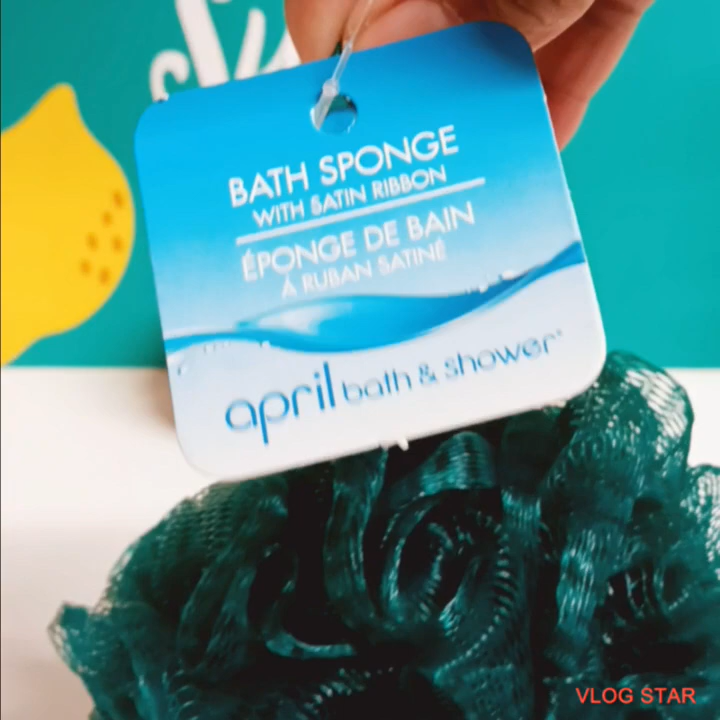 BATH SPONGE
WITH SATIN RIBBON
ÉPONGE DE BAIN
À RUBAN SATINÉ
april bath & shower
VLOG STAR